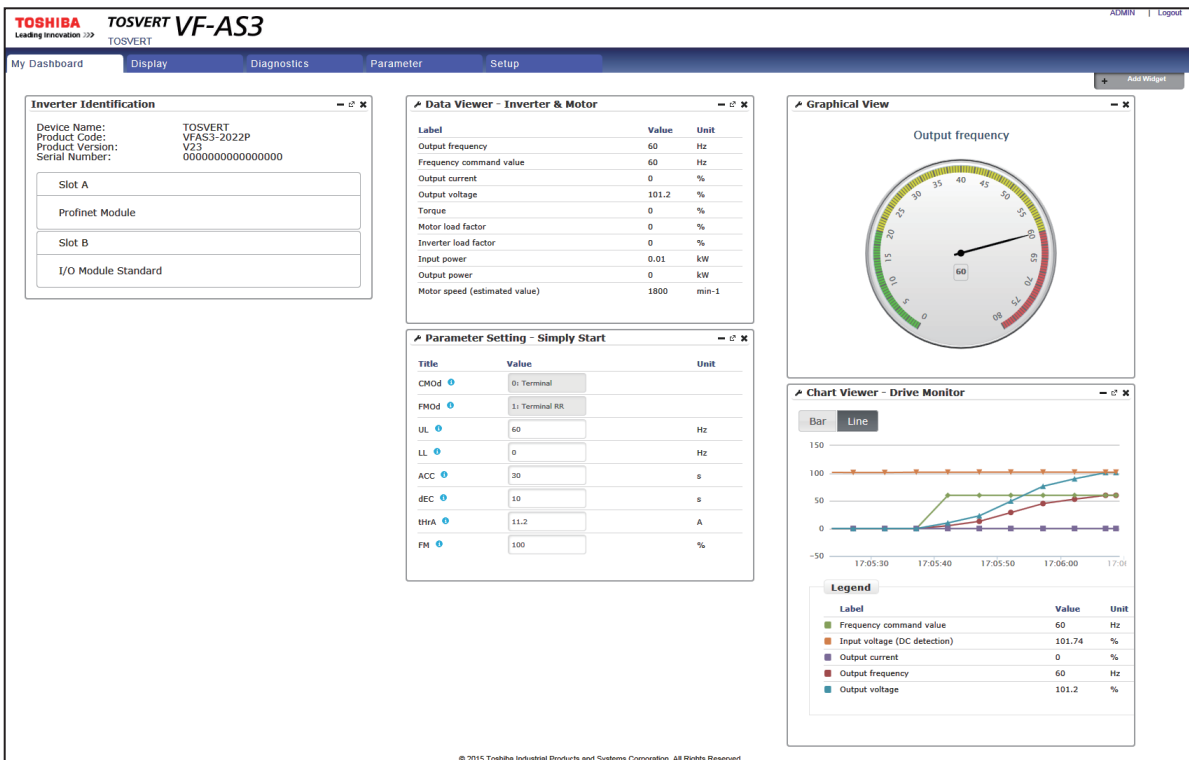 ADMIN | Logout
TOSHIBA
Leading Innovation >>>
TOSVERT VF-AS3
TOSVERT
My Dashboard Display Diagnostics Parameter Setup
+ Add Widget
Inverter Identification
Device Name: TOSVERT
Product Code: VFAS3-2022P
Product Version: V23
Serial Number: 0000000000000000
Slot A
Profinet Module
Slot B
I/O Module Standard
Data Viewer - Inverter & Motor
Label Value Unit
Output frequency 60 Hz
Frequency command value 60 Hz
Output current 0 %
Output voltage 101.2 %
Torque 0 %
Motor load factor 0 %
Inverter load factor 0 %
Input power 0.01 kW
Output power 0 kW
Motor speed (estimated value) 1800 min-1
Parameter Setting - Simply Start
Title Value Unit
CMOd 0: Terminal
FMOd 1: Terminal RR
UL 60 Hz
LL 0 Hz
ACC 30 s
dEC 10 s
tHrA 11.2 A
FM 100 %
Graphical View
Output frequency
0 5 10 15 20 25 30 35 40 45 50 55 60 65 70 75 80
60
Chart Viewer - Drive Monitor
Bar Line
150
100
50
0
-50
17:05:30 17:05:40 17:05:50 17:06:00
Legend
Label Value Unit
Frequency command value 60 Hz
Input voltage (DC detection) 101.74 %
Output current 0 %
Output frequency 60 Hz
Output voltage 101.2 %
© 2015 Toshiba Industrial Products and Systems Corporation. All Rights Reserved.